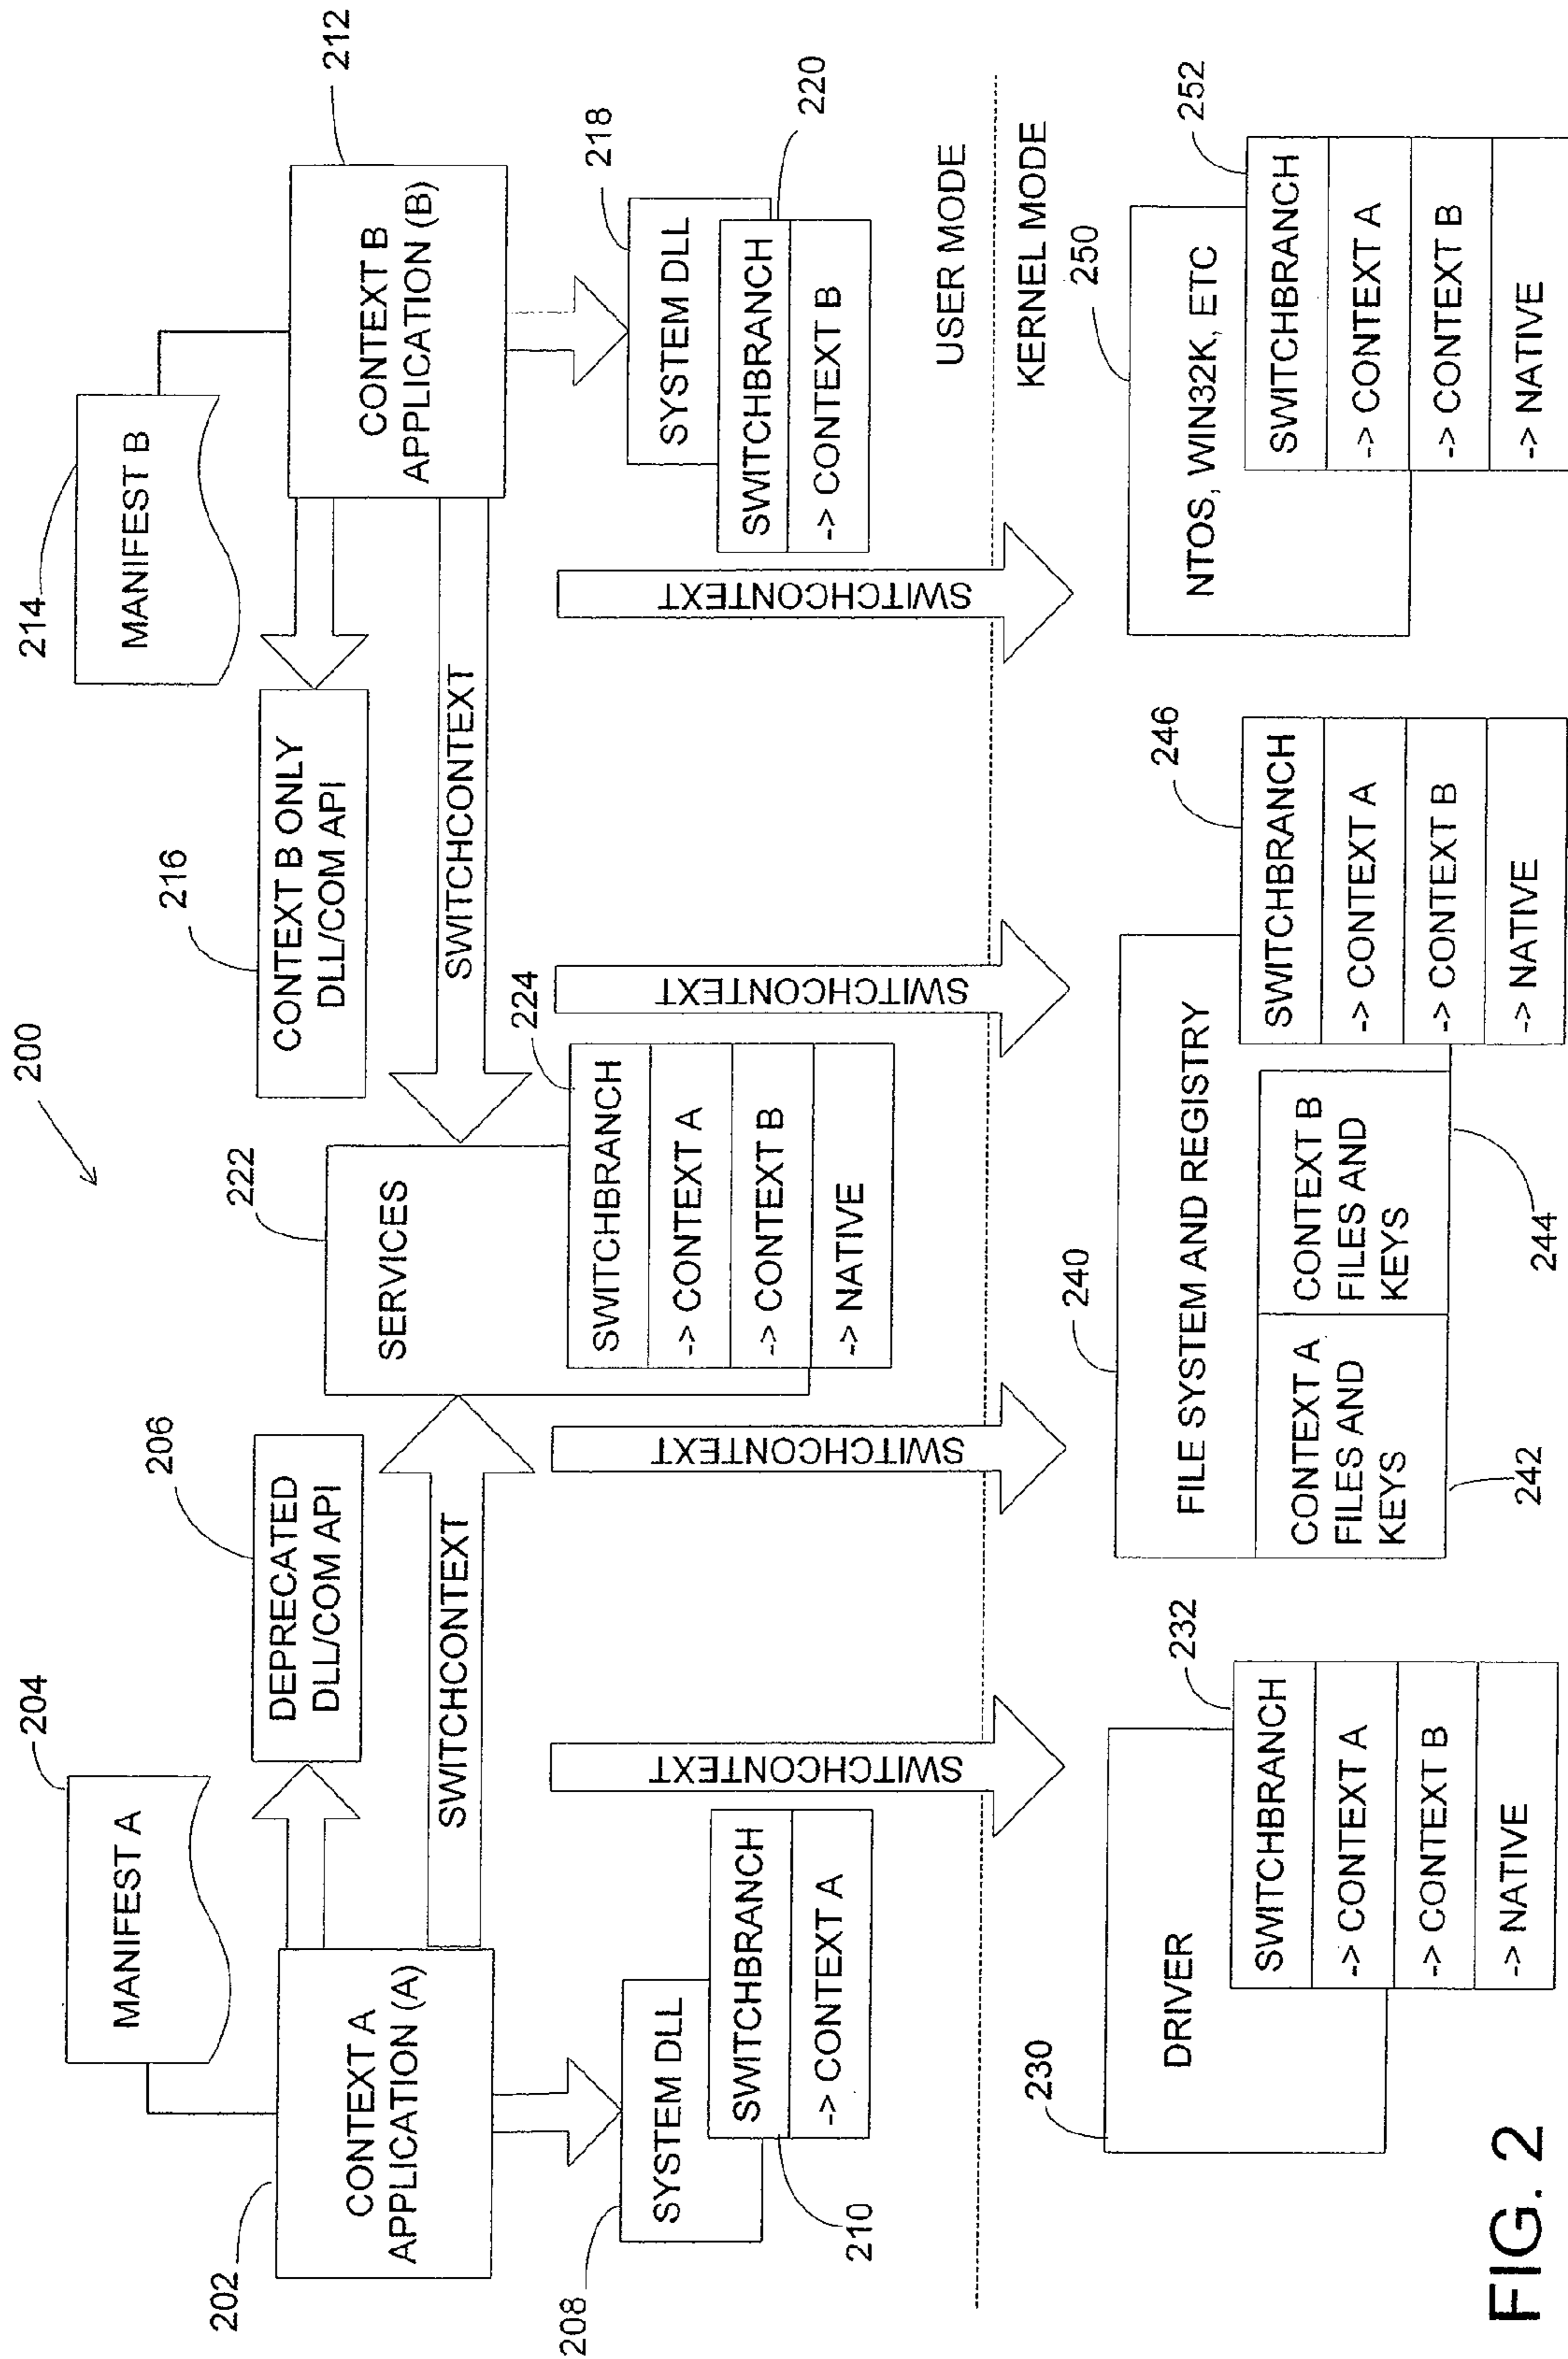 200
204
MANIFEST A
202
CONTEXT A
APPLICATION (A)
206
DEPRECATED
DLL/COM API
SWITCHCONTEXT
208
SYSTEM DLL
SWITCHBRANCH
-> CONTEXT A
210
222
SERVICES
224
SWITCHBRANCH
-> CONTEXT A
-> CONTEXT B
-> NATIVE
214
MANIFEST B
212
CONTEXT B
APPLICATION (B)
216
CONTEXT B ONLY
DLL/COM API
SWITCHCONTEXT
218
SYSTEM DLL
SWITCHBRANCH
-> CONTEXT B
220
SWITCHCONTEXT
SWITCHCONTEXT
SWITCHCONTEXT
SWITCHCONTEXT
USER MODE
KERNEL MODE
230
DRIVER
232
SWITCHBRANCH
-> CONTEXT A
-> CONTEXT B
-> NATIVE
240
FILE SYSTEM AND REGISTRY
CONTEXT A
FILES AND
KEYS
242
CONTEXT B
FILES AND
KEYS
244
246
SWITCHBRANCH
-> CONTEXT A
-> CONTEXT B
-> NATIVE
250
NTOS, WIN32K, ETC
252
SWITCHBRANCH
-> CONTEXT A
-> CONTEXT B
-> NATIVE
FIG. 2